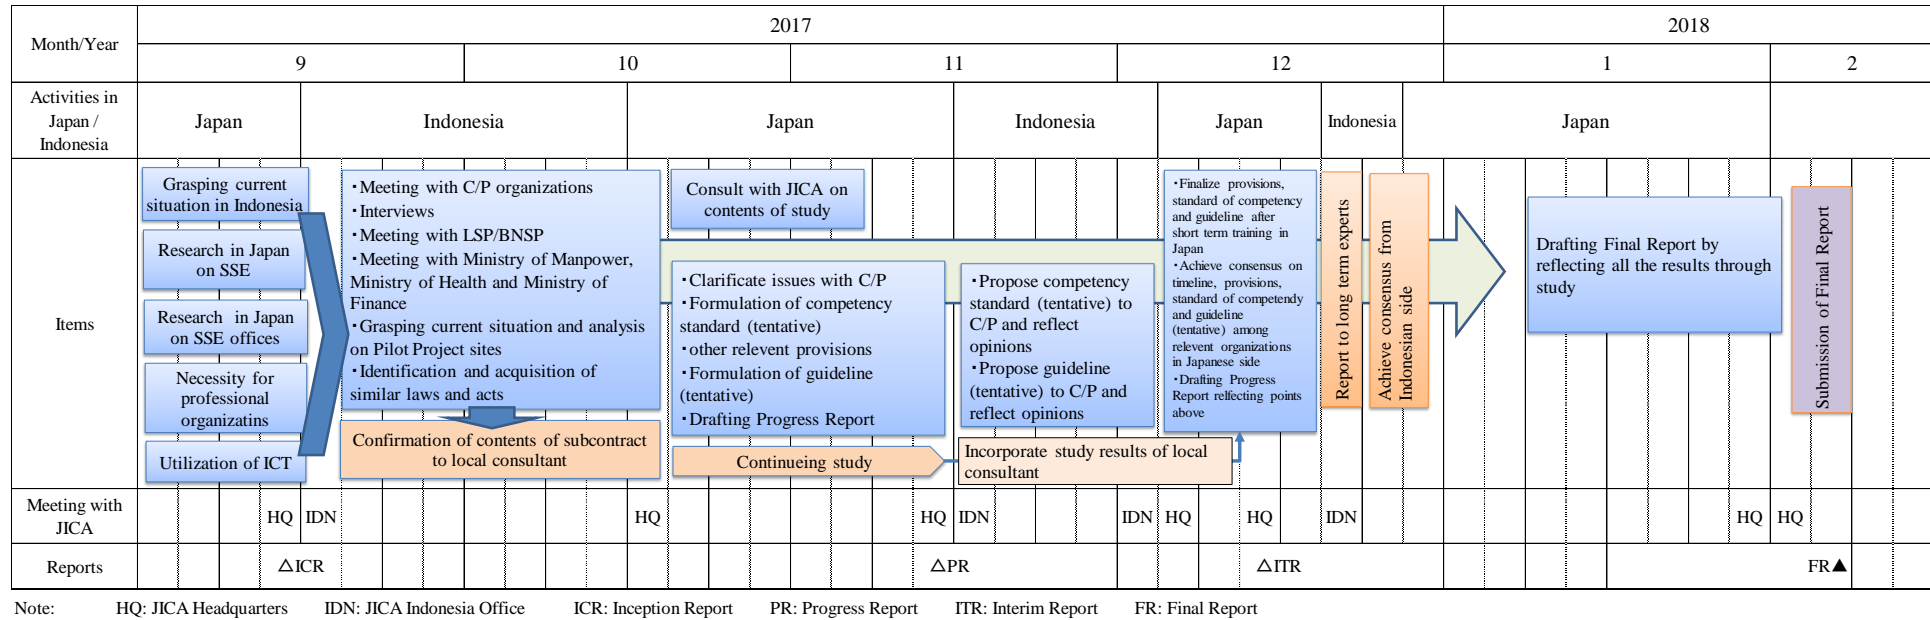 Month/Year
2017
2018
9
10
11
12
1
2
Activities in
Japan /
Indonesia
Japan
Indonesia
Japan
Indonesia
Japan
Indonesia
Japan
Items
Grasping current
situation in Indonesia
Research in Japan
on SSE
Research in Japan
on SSE offices
Necessity for
professional
organizatins
Utilization of ICT
・Meeting with C/P organizations
・Interviews
・Meeting with LSP/BNSP
・Meeting with Ministry of Manpower,
Ministry of Health and Ministry of
Finance
・Grasping current situation and analysis
on Pilot Project sites
・Identification and acquisition of
similar laws and acts
Confirmation of contents of subcontract
to local consultant
Consult with JICA on
contents of study
・Clarificate issues with C/P
・Formulation of competency
standard (tentative)
other relevent provisions
・Formulation of guideline
(tentative)
・Drafting Progress Report
Continueing study
・Propose competency
standard (tentative) to
C/P and reflect
opinions
・Propose guideline
(tentative) to C/P and
reflect opinions
Incorporate study results of local
consultant
・Finalize provisions,
standard of competency
and guideline after
short term training in
Japan
・Achieve consensus on
timeline, provisions,
standard of competendy
and guideline
(tentative) among
relevant organizations
in Japanese side
・Drafting Progress
Report relfecting points
above
Report to long term experts
Achieve consensus from
Indonesian side
Drafting Final Report by
reflecting all the results through
study
Submission of Final Report
Meeting with
JICA
HQ
IDN
HQ
HQ
IDN
IDN
HQ
HQ
IDN
HQ
HQ
Reports
△ICR
△PR
△ITR
FR▲
Note: HQ: JICA Headquarters IDN: JICA Indonesia Office ICR: Inception Report PR: Progress Report ITR: Interim Report FR: Final Report